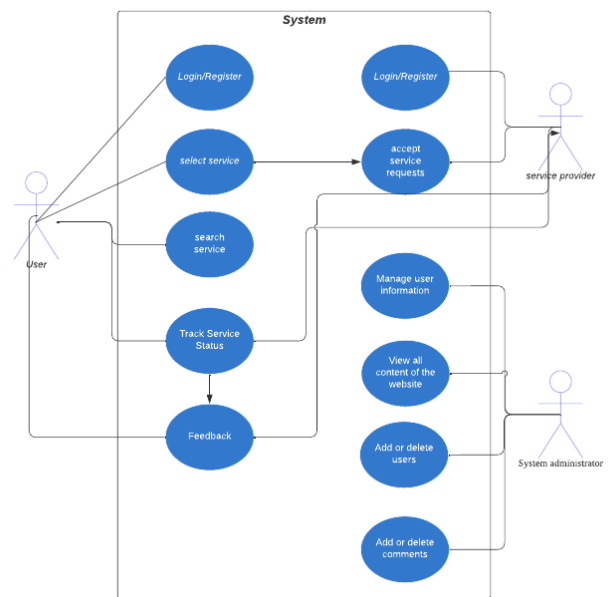 System
Login/Register
Login/Register
select service
accept
service
requests
service provider
search
service
User
Manage user
information
Track Service
Status
View all
content of the
website
Feedback
Add or delete
users
System administrator
Add or delete
comments